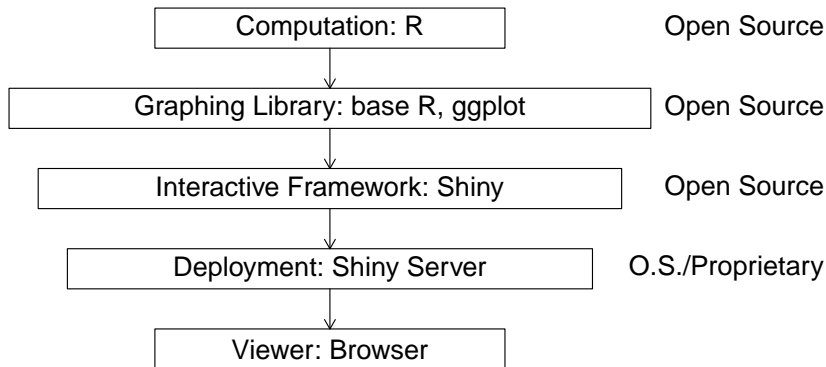 Computation: R
Open Source
Graphing Library: base R, ggplot
Open Source
Interactive Framework: Shiny
Open Source
Deployment: Shiny Server
O.S./Proprietary
Viewer: Browser